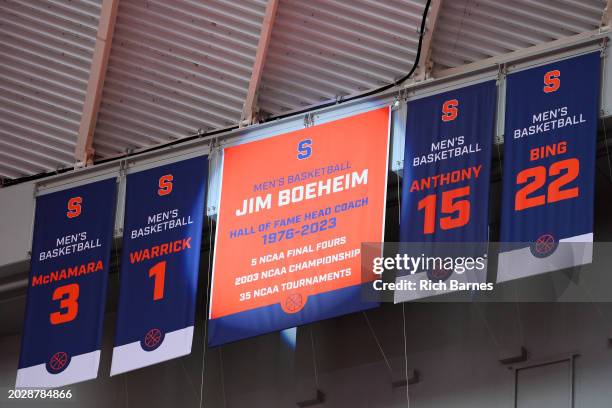 S
MEN'S
BASKETBALL
McNAMARA
3
S
MEN'S
BASKETBALL
WARRICK
1
S
MEN'S BASKETBALL
JIM BOEHEIM
HALL OF FAME HEAD COACH
1976-2023
5 NCAA FINAL FOURS
2003 NCAA CHAMPIONSHIP
35 NCAA TOURNAMENTS
S
MEN'S
BASKETBALL
ANTHONY
15
S
MEN'S
BASKETBALL
BING
22
gettyimages
Credit: Rich Barnes
2028784866